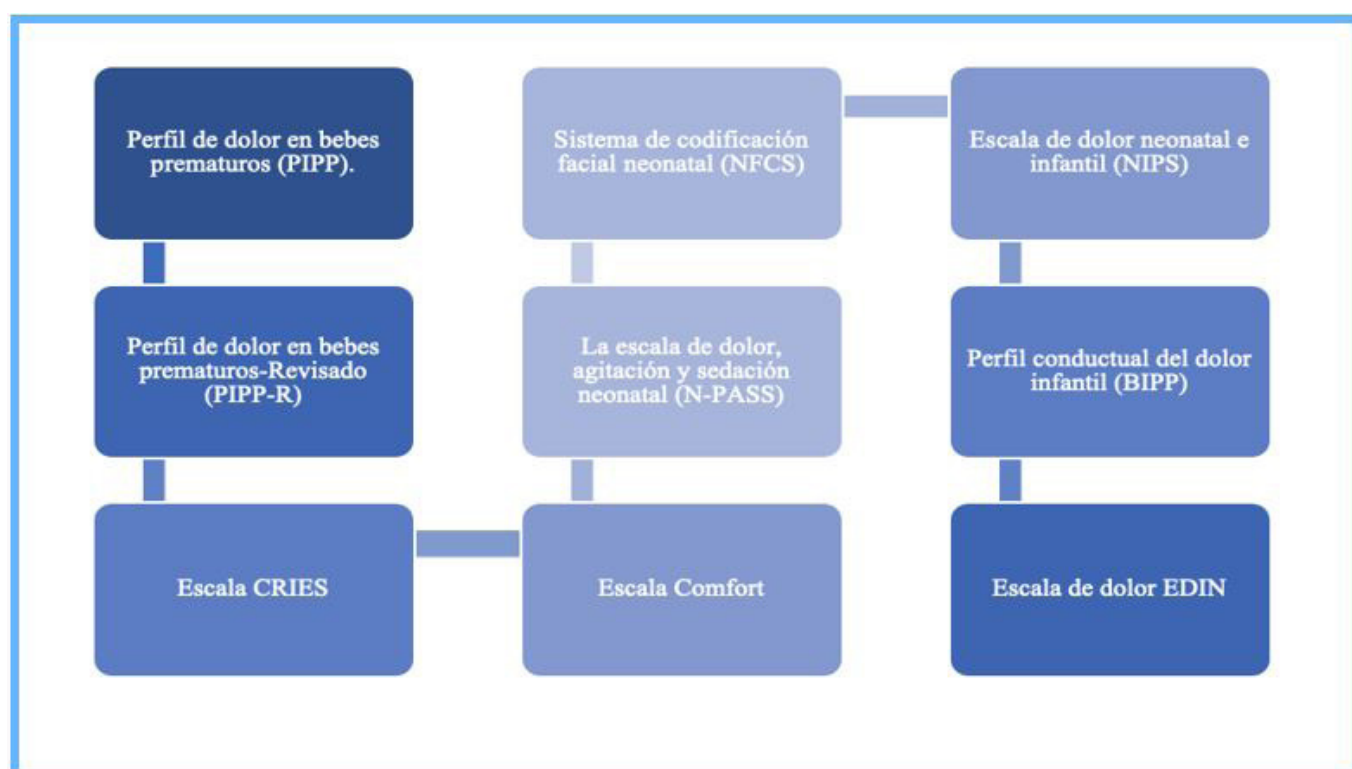 Perfil de dolor en bebes
prematuros (PIPP).
Perfil de dolor en bebes
prematuros-Revisado
(PIPP-R)
Escala CRIES
Escala Comfort
La escala de dolor,
agitación y sedación
neonatal (N-PASS)
Sistema de codificación
facial neonatal (NFCS)
Escala de dolor neonatal e
infantil (NIPS)
Perfil conductual del dolor
infantil (BIPP)
Escala de dolor EDIN